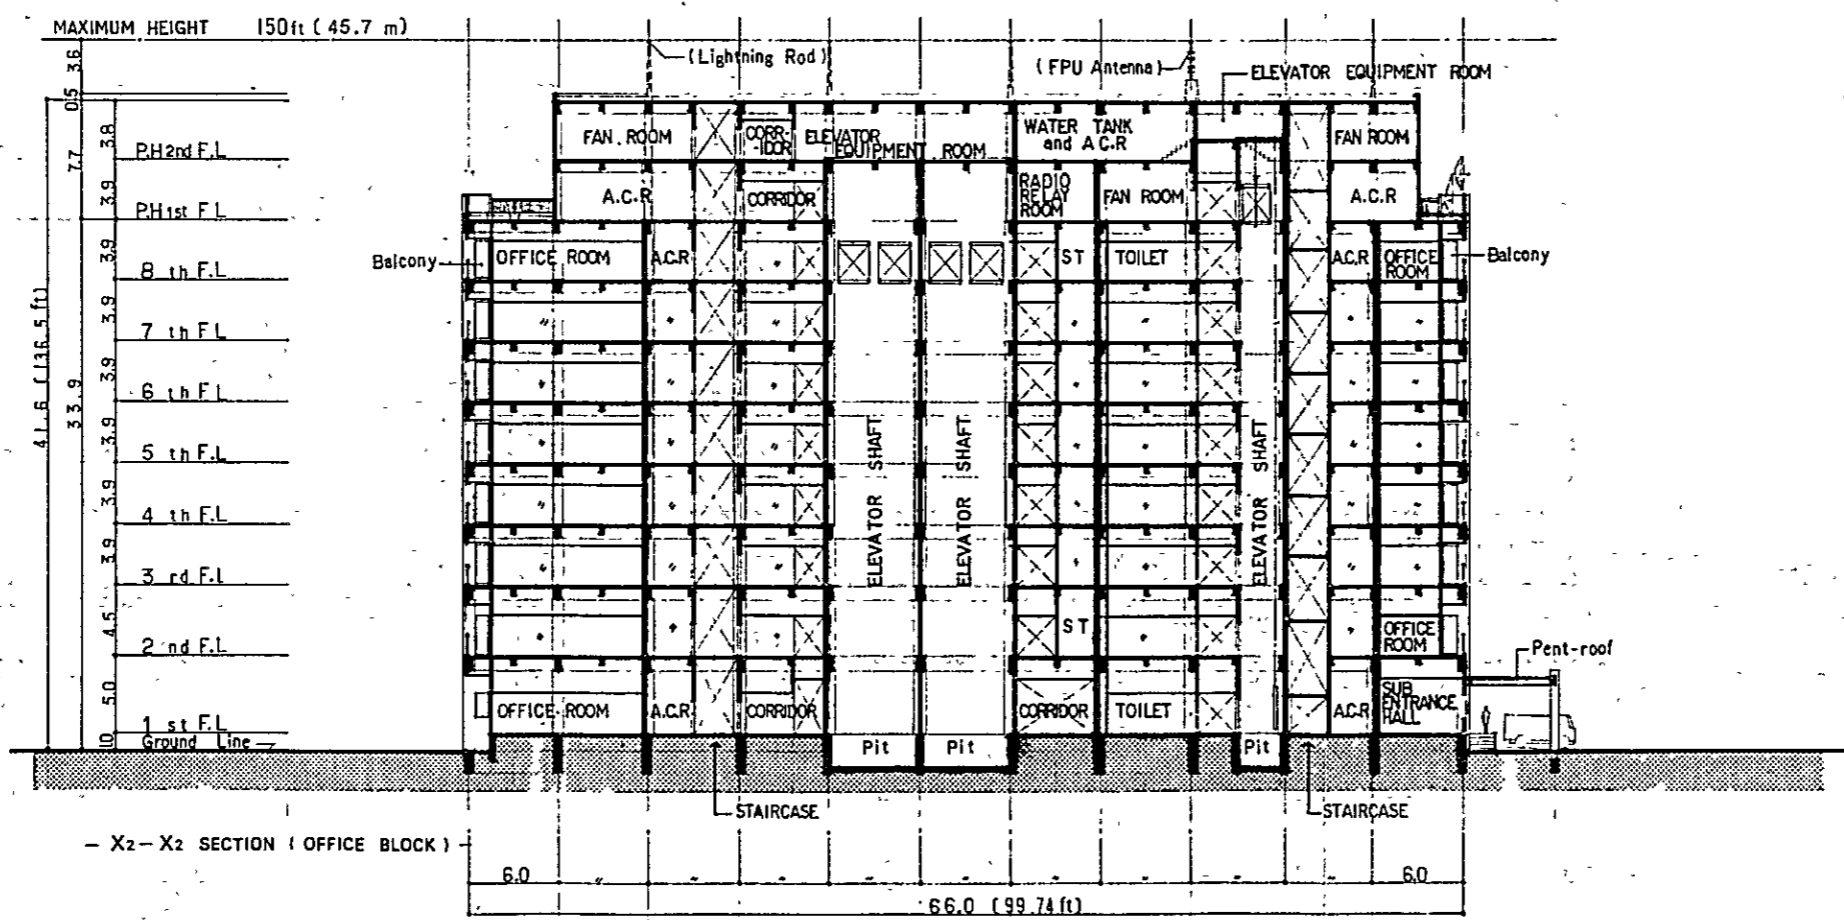 MAXIMUM HEIGHT 150ft ( 45.7 m )
(Lightning Rod)
(FPU Antenna)
ELEVATOR EQUIPMENT ROOM
3.6
0.5
3.8
7.7
3.9
P.H 2nd F.L
P.H 1st F.L
8 th F.L
7 th F.L
6 th F.L
5 th F.L
4 th F.L
3 rd F.L
2 nd F.L
1 st F.L
Ground Line
3.9
3.9
3.9
3.9
3.9
3.9
4.5
5.0
1.0
33.9
41.6 (136.5 ft)
FAN ROOM
CORR-
-IDOR
ELEVATOR
EQUIPMENT ROOM
WATER TANK
and A.C.R
FAN ROOM
A.C.R
CORRIDOR
RADIO
RELAY
ROOM
FAN ROOM
A.C.R
Balcony
OFFICE ROOM
A.C.R
ST
TOILET
A.C.R
OFFICE
ROOM
Balcony
ELEVATOR SHAFT
ELEVATOR SHAFT
ELEVATOR SHAFT
ST
OFFICE
ROOM
Pent-roof
OFFICE ROOM
A.C.R
CORRIDOR
CORRIDOR
TOILET
A.C.R
SUB
ENTRANCE
HALL
Pit
Pit
Pit
STAIRCASE
STAIRCASE
- X2-X2 SECTION ( OFFICE BLOCK )
6.0 〃 〃 〃 〃 〃 〃 〃 〃 〃 6.0
66.0 (99.74 ft)